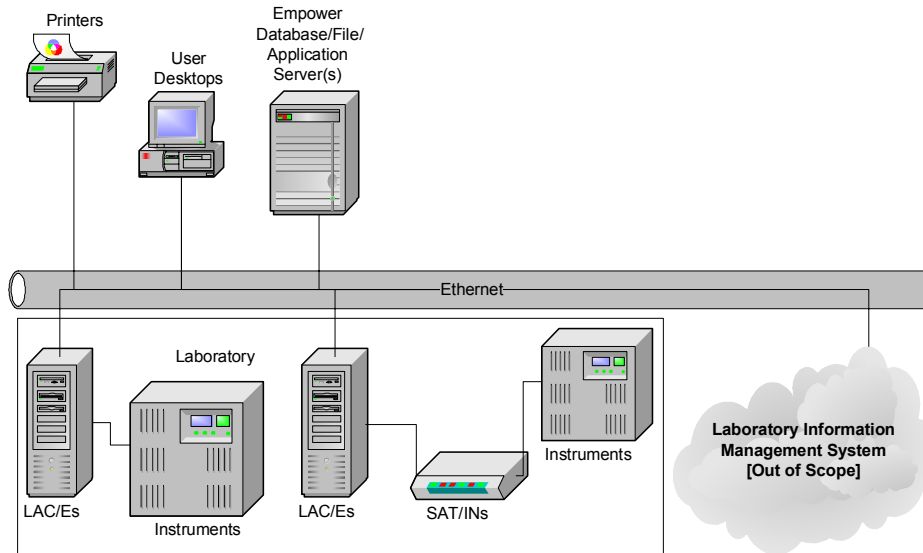 Printers
User
Desktops
Empower
Database/File/
Application
Server(s)
Ethernet
Laboratory
LAC/Es
Instruments
LAC/Es
SAT/INs
Instruments
Laboratory Information
Management System
[Out of Scope]